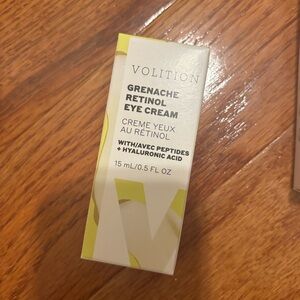 VOLITION
GRENACHE
RETINOL
EYE CREAM
CREME YEUX
AU RÉTINOL
WITH/AVEC PEPTIDES
+ HYALURONIC ACID
15 mL/0.5 FL OZ